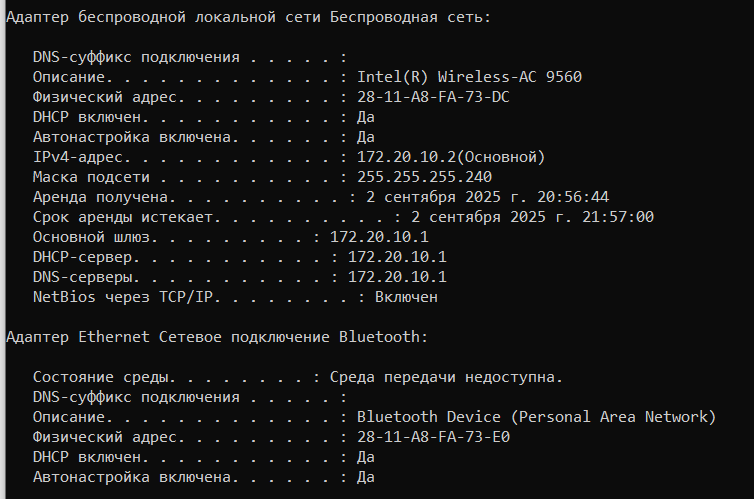 Адаптер беспроводной локальной сети Беспроводная сеть:
DNS-суффикс подключения . . . . . :
Описание. . . . . . . . . . . . . : Intel(R) Wireless-AC 9560
Физический адрес. . . . . . . . . : 28-11-A8-FA-73-DC
DHCP включен. . . . . . . . . . . : Да
Автонастройка включена. . . . . . : Да
IPv4-адрес. . . . . . . . . . . . : 172.20.10.2(Основной)
Маска подсети . . . . . . . . . . : 255.255.255.240
Аренда получена. . . . . . . . . . : 2 сентября 2025 г. 20:56:44
Срок аренды истекает. . . . . . . . . . : 2 сентября 2025 г. 21:57:00
Основной шлюз. . . . . . . . . : 172.20.10.1
DHCP-сервер. . . . . . . . . . . : 172.20.10.1
DNS-серверы. . . . . . . . . . . : 172.20.10.1
NetBios через TCP/IP. . . . . . . . : Включен
Адаптер Ethernet Сетевое подключение Bluetooth:
Состояние среды. . . . . . . . : Среда передачи недоступна.
DNS-суффикс подключения . . . . . :
Описание. . . . . . . . . . . . . : Bluetooth Device (Personal Area Network)
Физический адрес. . . . . . . . . : 28-11-A8-FA-73-E0
DHCP включен. . . . . . . . . . . : Да
Автонастройка включена. . . . . . : Да